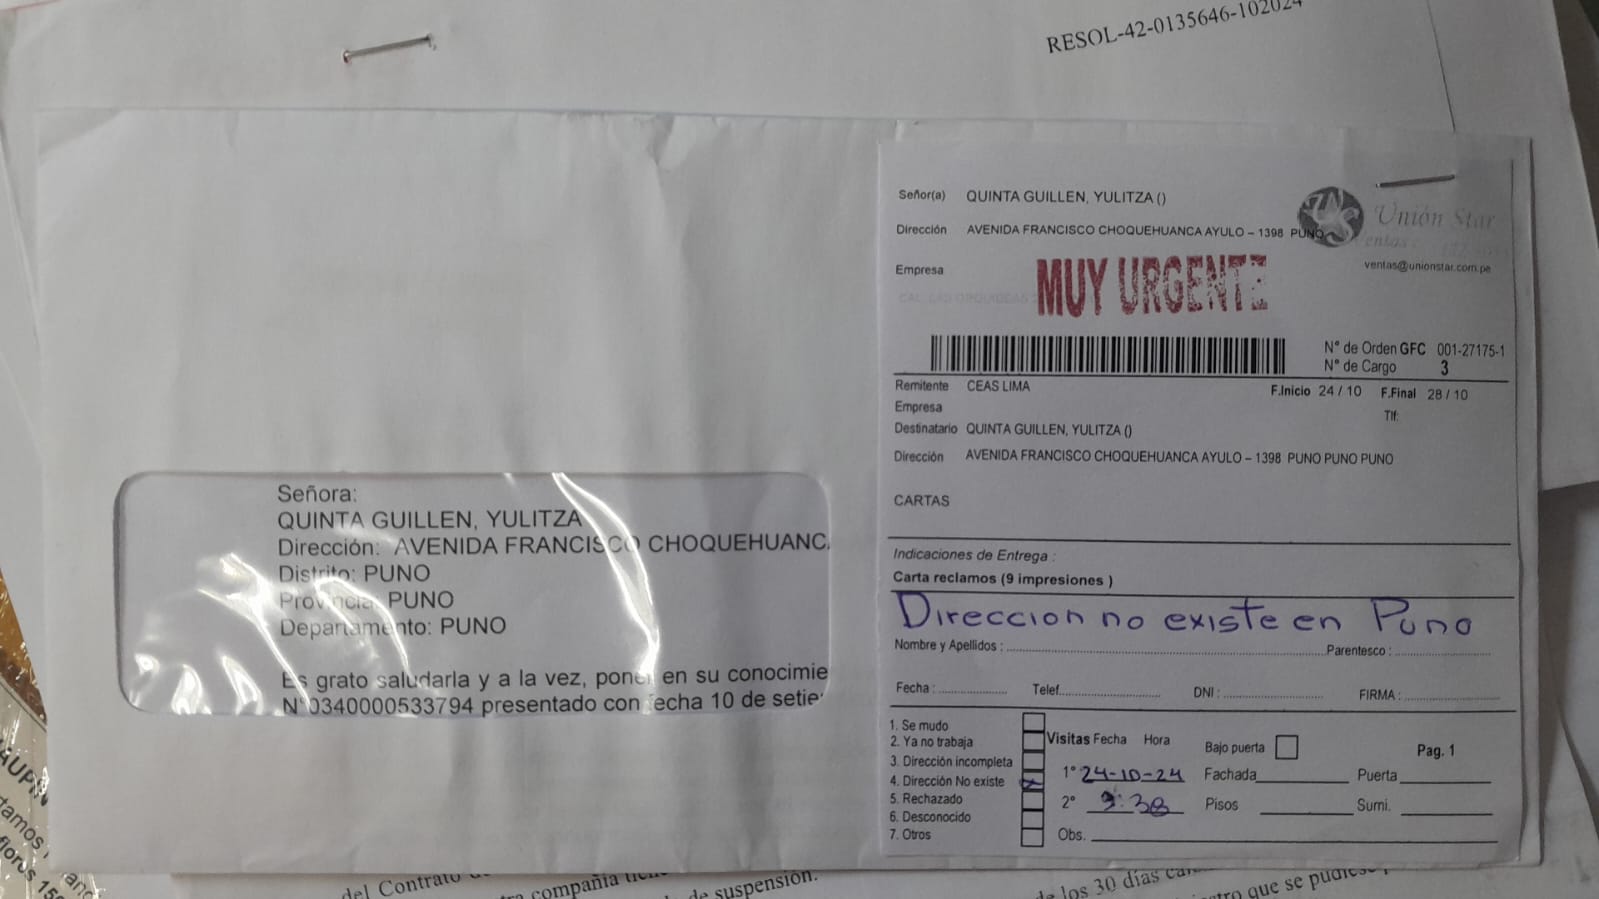 RESOL-42-0135646-102024
Señora:
QUINTA GUILLEN, YULITZA
Dirección: AVENIDA FRANCISCO CHOQUEHUANCA
Distrito: PUNO
Provincia: PUNO
Departamento: PUNO
Es grato saludarla y a la vez, poner en su conocimie
N°0340000533794 presentado con fecha 10 de setie
Señor(a) QUINTA GUILLEN, YULITZA ()
Dirección AVENIDA FRANCISCO CHOQUEHUANCA AYULO – 1398 PUNO
Empresa
Unión Star
ventas@unionstar.com.pe
MUY URGENTE
N° de Orden GFC 001-27175-1
N° de Cargo 3
Remitente CEAS LIMA
F.Inicio 24 / 10 F.Final 28 / 10
Empresa
Tlf:
Destinatario QUINTA GUILLEN, YULITZA ()
Dirección AVENIDA FRANCISCO CHOQUEHUANCA AYULO – 1398 PUNO PUNO PUNO
CARTAS
Indicaciones de Entrega :
Carta reclamos (9 impresiones )
Direccion no existe en Puno
Nombre y Apellidos : Parentesco :
Fecha : Telef. DNI : FIRMA :
1. Se mudo
2. Ya no trabaja
3. Dirección incompleta
4. Dirección No existe
5. Rechazado
6. Desconocido
7. Otros
Visitas Fecha Hora Bajo puerta Pag. 1
1° 24-10-24 Fachada Puerta
2° 9:38 Pisos Sumi.
Obs.
del Contrato
compañía
de suspensión.
de los 30 días
que se